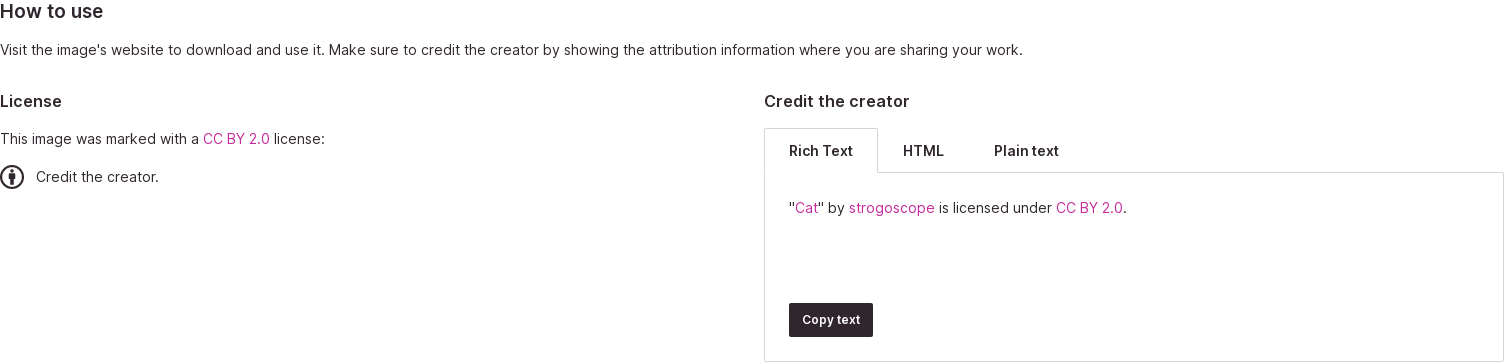 How to use
Visit the image's website to download and use it. Make sure to credit the creator by showing the attribution information where you are sharing your work.
License
This image was marked with a CC BY 2.0 license:
Credit the creator.
Credit the creator
Rich Text HTML Plain text
"Cat" by strogoscope is licensed under CC BY 2.0.
Copy text